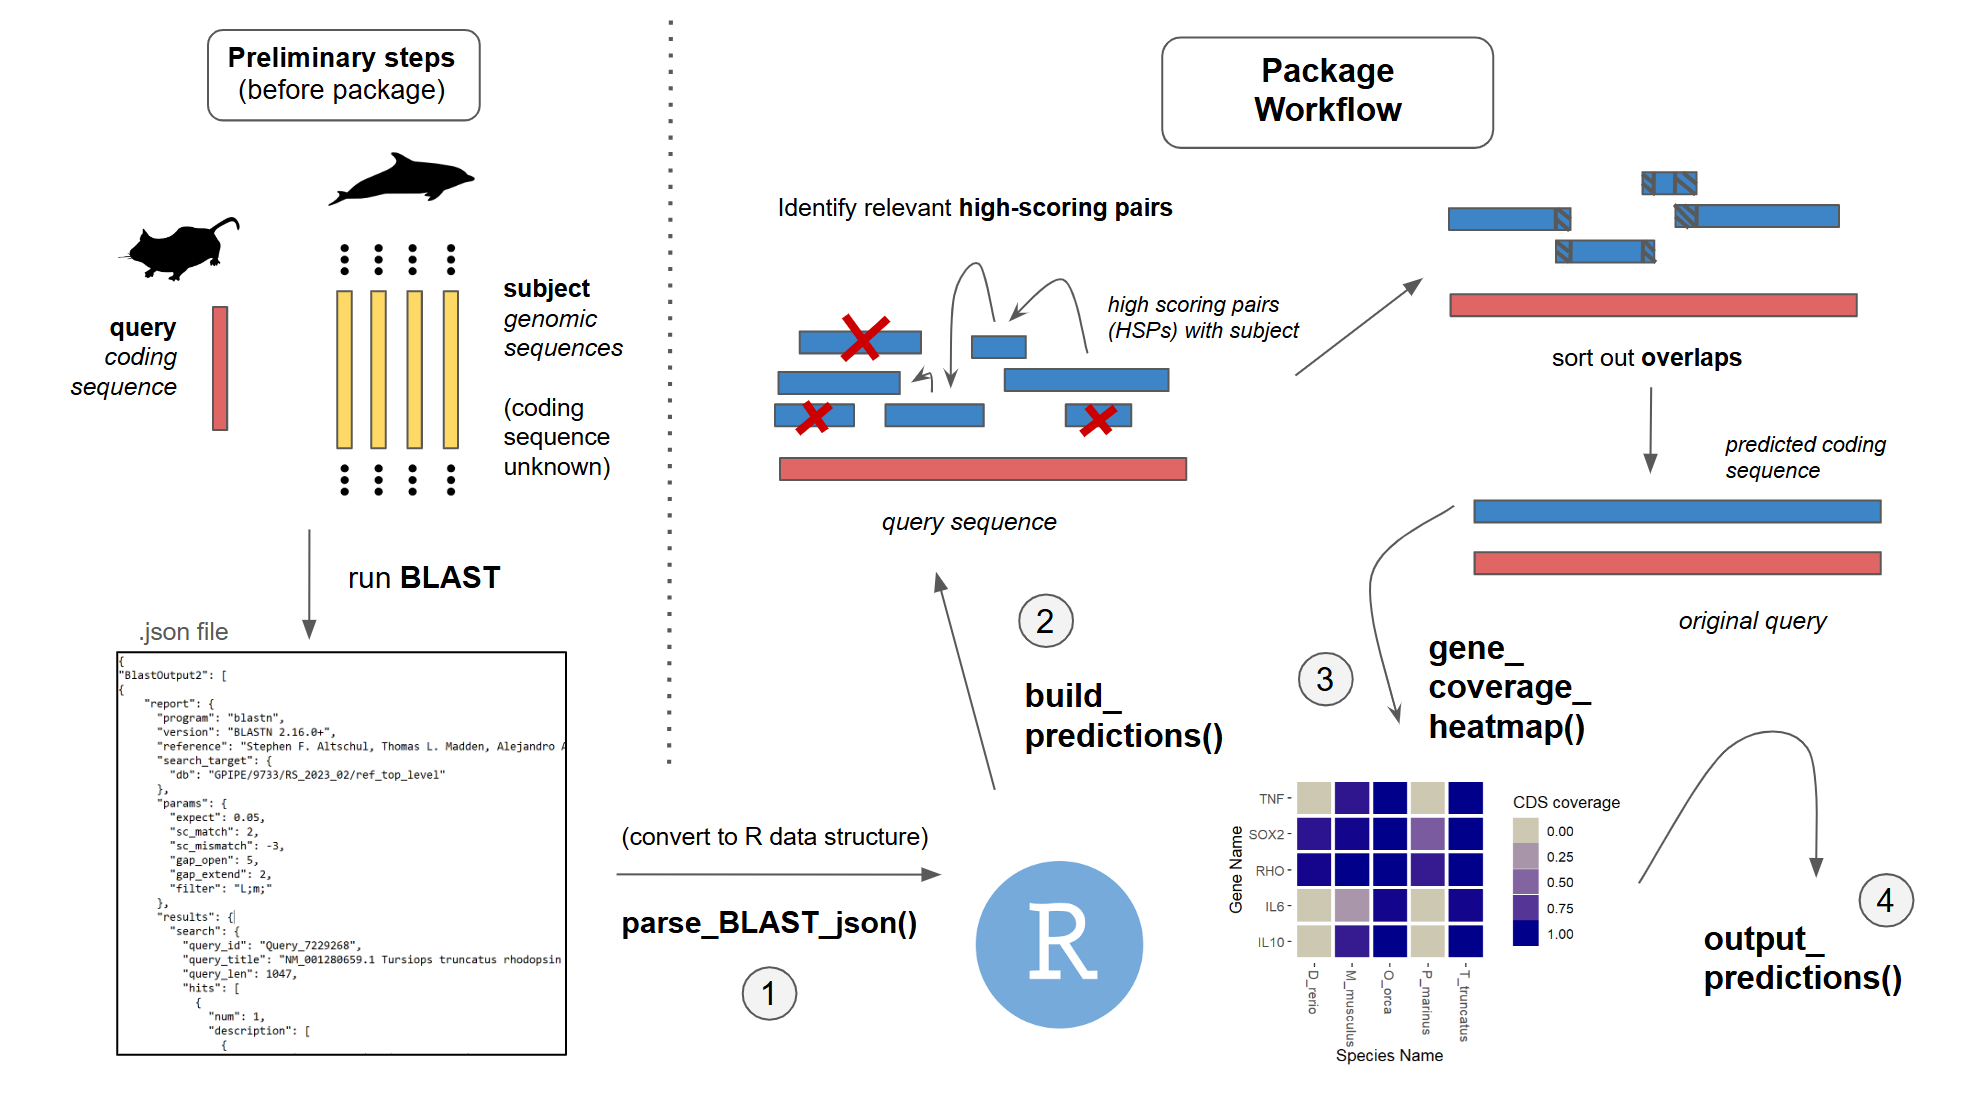 Preliminary steps
(before package)
query
coding
sequence
subject
genomic
sequences
(coding
sequence
unknown)
run BLAST
.json file
{
"BlastOutput2": [
{
"report": {
"program": "blastn",
"version": "BLASTN 2.16.0+",
"reference": "Stephen F. Altschul, Thomas L. Madden, Alejandro A
"search_target": {
"db": "GPIPE/9733/RS_2023_02/ref_top_level"
},
"params": {
"expect": 0.05,
"sc_match": 2,
"sc_mismatch": -3,
"gap_open": 5,
"gap_extend": 2,
"filter": "L;m;"
},
"results": {
"search": {
"query_id": "Query_7229268",
"query_title": "NM_001280659.1 Tursiops truncatus rhodopsin
"query_len": 1047,
"hits": [
{
"num": 1,
"description": [
{
Package
Workflow
Identify relevant high-scoring pairs
high scoring pairs
(HSPs) with subject
query sequence
sort out overlaps
predicted coding
sequence
original query
(convert to R data structure)
parse_BLAST_json()
1
R
2
build_
predictions()
3
gene_
coverage_
heatmap()
Gene Name
TNF
SOX2
RHO
IL6
IL10
D_rerio
M_musculus
O_orca
P_marinus
T_truncatus
Species Name
CDS coverage
0.00
0.25
0.50
0.75
1.00
4
output_
predictions()